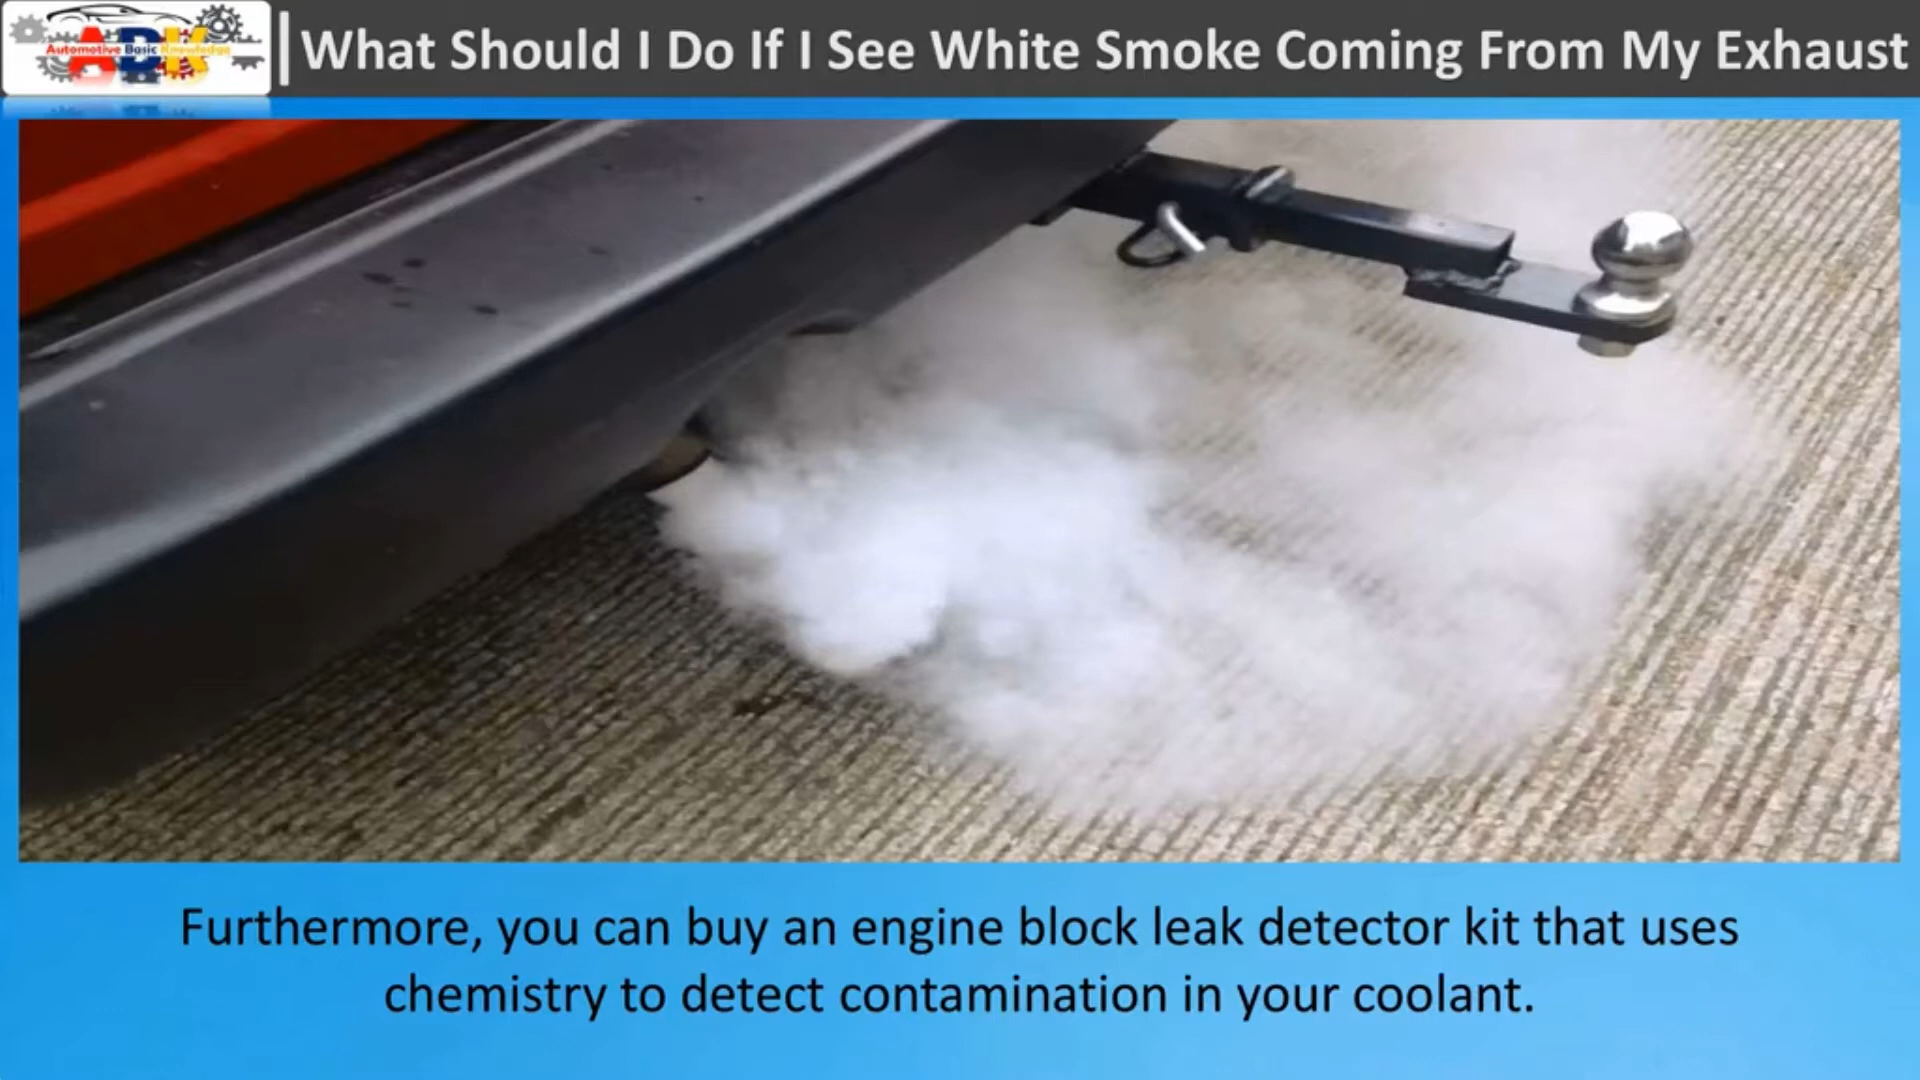 ABK
Automotive Basic Knowledge
What Should I Do If I See White Smoke Coming From My Exhaust
Furthermore, you can buy an engine block leak detector kit that uses
chemistry to detect contamination in your coolant.